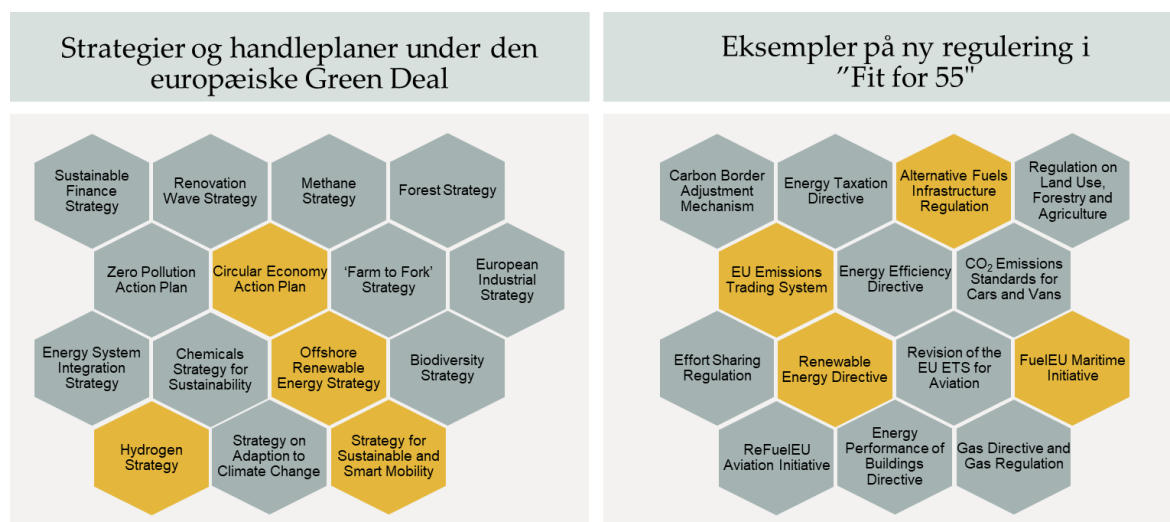 Strategier og handleplaner under den
europæiske Green Deal
Sustainable
Finance
Strategy
Renovation
Wave Strategy
Methane
Strategy
Forest Strategy
Zero Pollution
Action Plan
Circular Economy
Action Plan
‘Farm to Fork’
Strategy
European
Industrial
Strategy
Energy System
Integration
Strategy
Chemicals
Strategy for
Sustainability
Offshore
Renewable
Energy Strategy
Biodiversity
Strategy
Hydrogen
Strategy
Strategy on
Adaption to
Climate Change
Strategy for
Sustainable and
Smart Mobility
Eksempler på ny regulering i
”Fit for 55"
Carbon Border
Adjustment
Mechanism
Energy Taxation
Directive
Alternative Fuels
Infrastructure
Regulation
Regulation on
Land Use,
Forestry and
Agriculture
EU Emissions
Trading System
Energy Efficiency
Directive
CO₂ Emissions
Standards for
Cars and Vans
Effort Sharing
Regulation
Renewable
Energy Directive
Revision of the
EU ETS for
Aviation
FuelEU Maritime
Initiative
ReFuelEU
Aviation Initiative
Energy
Performance of
Buildings
Directive
Gas Directive and
Gas Regulation